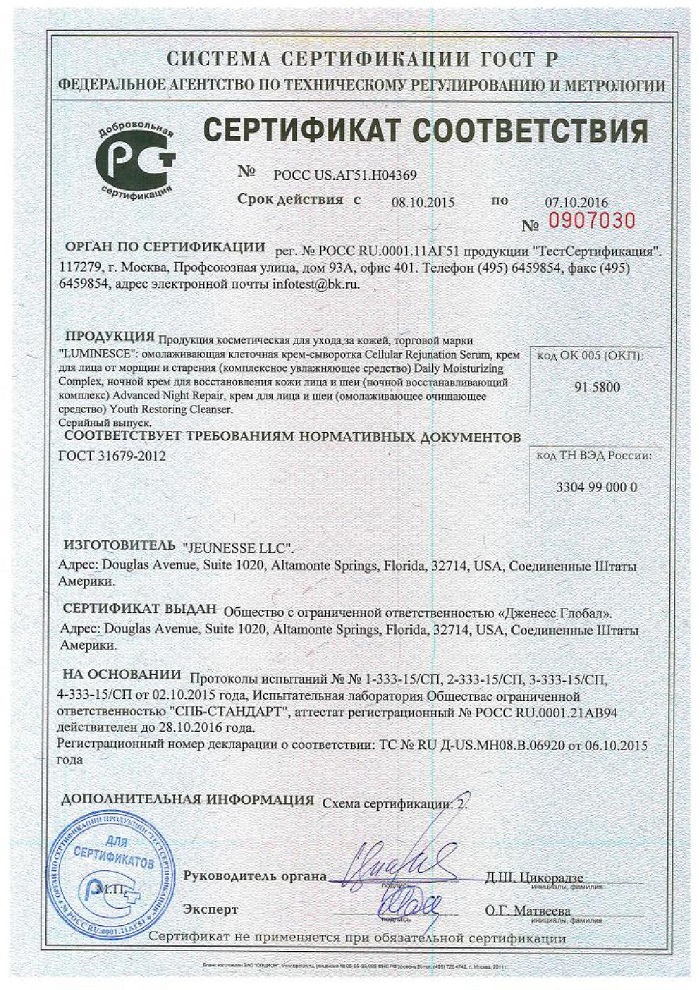 СИСТЕМА СЕРТИФИКАЦИИ ГОСТ Р
ФЕДЕРАЛЬНОЕ АГЕНТСТВО ПО ТЕХНИЧЕСКОМУ РЕГУЛИРОВАНИЮ И МЕТРОЛОГИИ
Добровольная
сертификация
СЕРТИФИКАТ СООТВЕТСТВИЯ
№ РОСС US.АГ51.Н04369
Срок действия с 08.10.2015 по 07.10.2016
№ 0907030
ОРГАН ПО СЕРТИФИКАЦИИ рег. № РОСС RU.0001.11АГ51 продукции "ТестСертификация".
117279, г. Москва, Профсоюзная улица, дом 93А, офис 401. Телефон (495) 6459854, факс (495)
6459854, адрес электронной почты infotest@bk.ru.
ПРОДУКЦИЯ Продукция косметическая для ухода за кожей, торговой марки
"LUMINESCE": омолаживающая клеточная крем-сыворотка Cellular Rejunation Serum, крем
для лица от морщин и старения (комплексное увлажняющее средство) Daily Moisturizing
Complex, ночной крем для восстановления кожи лица и шеи (ночной восстанавливающий
комплекс) Advanced Night Repair, крем для лица и шеи (омолаживающее очищающее
средство) Youth Restoring Cleanser.
Серийный выпуск.
код ОК 005 (ОКП):
91 5800
СООТВЕТСТВУЕТ ТРЕБОВАНИЯМ НОРМАТИВНЫХ ДОКУМЕНТОВ
ГОСТ 31679-2012
код ТН ВЭД России:
3304 99 000 0
ИЗГОТОВИТЕЛЬ "JEUNESSE LLC".
Адрес: Douglas Avenue, Suite 1020, Altamonte Springs, Florida, 32714, USA, Соединенные Штаты
Америки.
СЕРТИФИКАТ ВЫДАН Общество с ограниченной ответственностью «Дженесс Глобал».
Адрес: Douglas Avenue, Suite 1020, Altamonte Springs, Florida, 32714, USA, Соединенные Штаты
Америки.
НА ОСНОВАНИИ Протоколы испытаний № № 1-333-15/СП, 2-333-15/СП, 3-333-15/СП,
4-333-15/СП от 02.10.2015 года, Испытательная лаборатория Обществас ограниченной
ответственностью "СПБ-СТАНДАРТ", аттестат регистрационный № РОСС RU.0001.21АВ94
действителен до 28.10.2016 года.
Регистрационный номер декларации о соответствии: ТС № RU Д-US.МН08.В.06920 от 06.10.2015
года
ДОПОЛНИТЕЛЬНАЯ ИНФОРМАЦИЯ Схема сертификации: 2.
ДЛЯ
СЕРТИФИКАТОВ
М.П.
Руководитель органа
подпись
Д.Ш. Цикорадзе
инициалы, фамилия
Эксперт
подпись
О.Г. Матвеева
инициалы, фамилия
Сертификат не применяется при обязательной сертификации